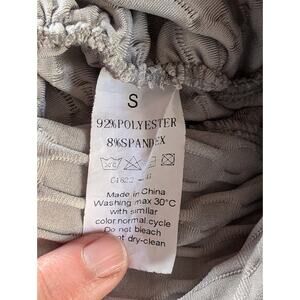 S
92%POLYESTER
8%SPANDEX
Made in China
Washing max 30°C
with similar
color.normal.cycle
Do not bleach
dry-clean